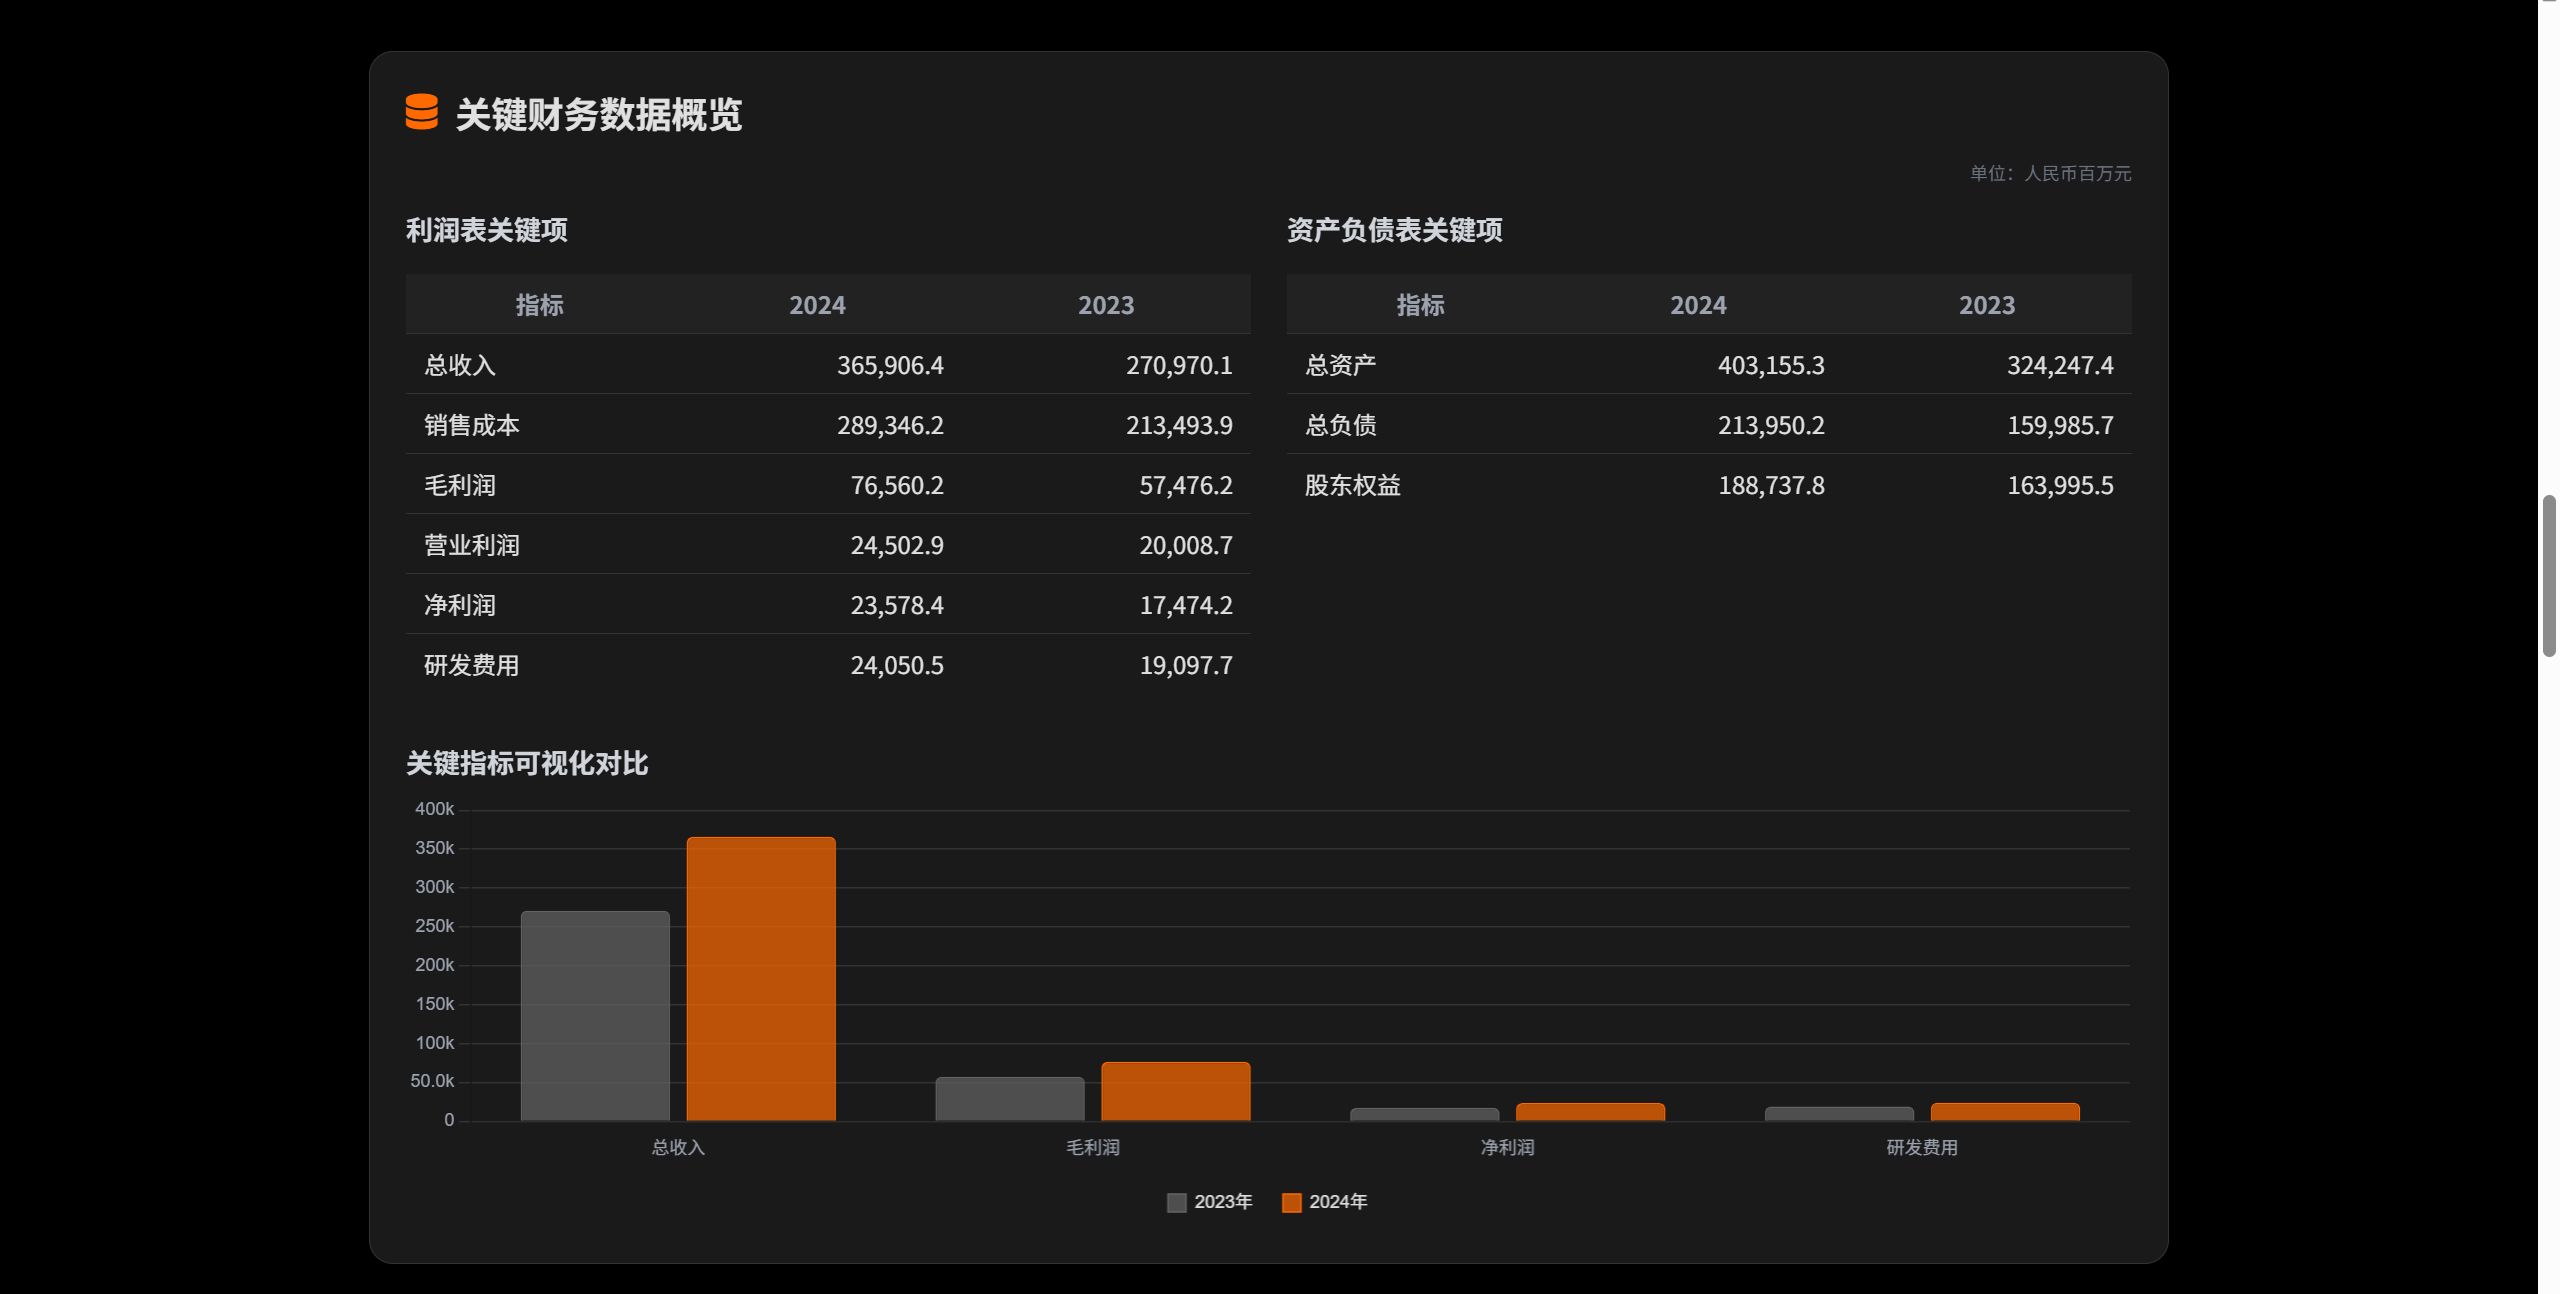 关键财务数据概览
单位：人民币百万元
利润表关键项
指标 2024 2023
总收入 365,906.4 270,970.1
销售成本 289,346.2 213,493.9
毛利润 76,560.2 57,476.2
营业利润 24,502.9 20,008.7
净利润 23,578.4 17,474.2
研发费用 24,050.5 19,097.7
资产负债表关键项
指标 2024 2023
总资产 403,155.3 324,247.4
总负债 213,950.2 159,985.7
股东权益 188,737.8 163,995.5
关键指标可视化对比
400k
350k
300k
250k
200k
150k
100k
50.0k
0
总收入 毛利润 净利润 研发费用
2023年 2024年